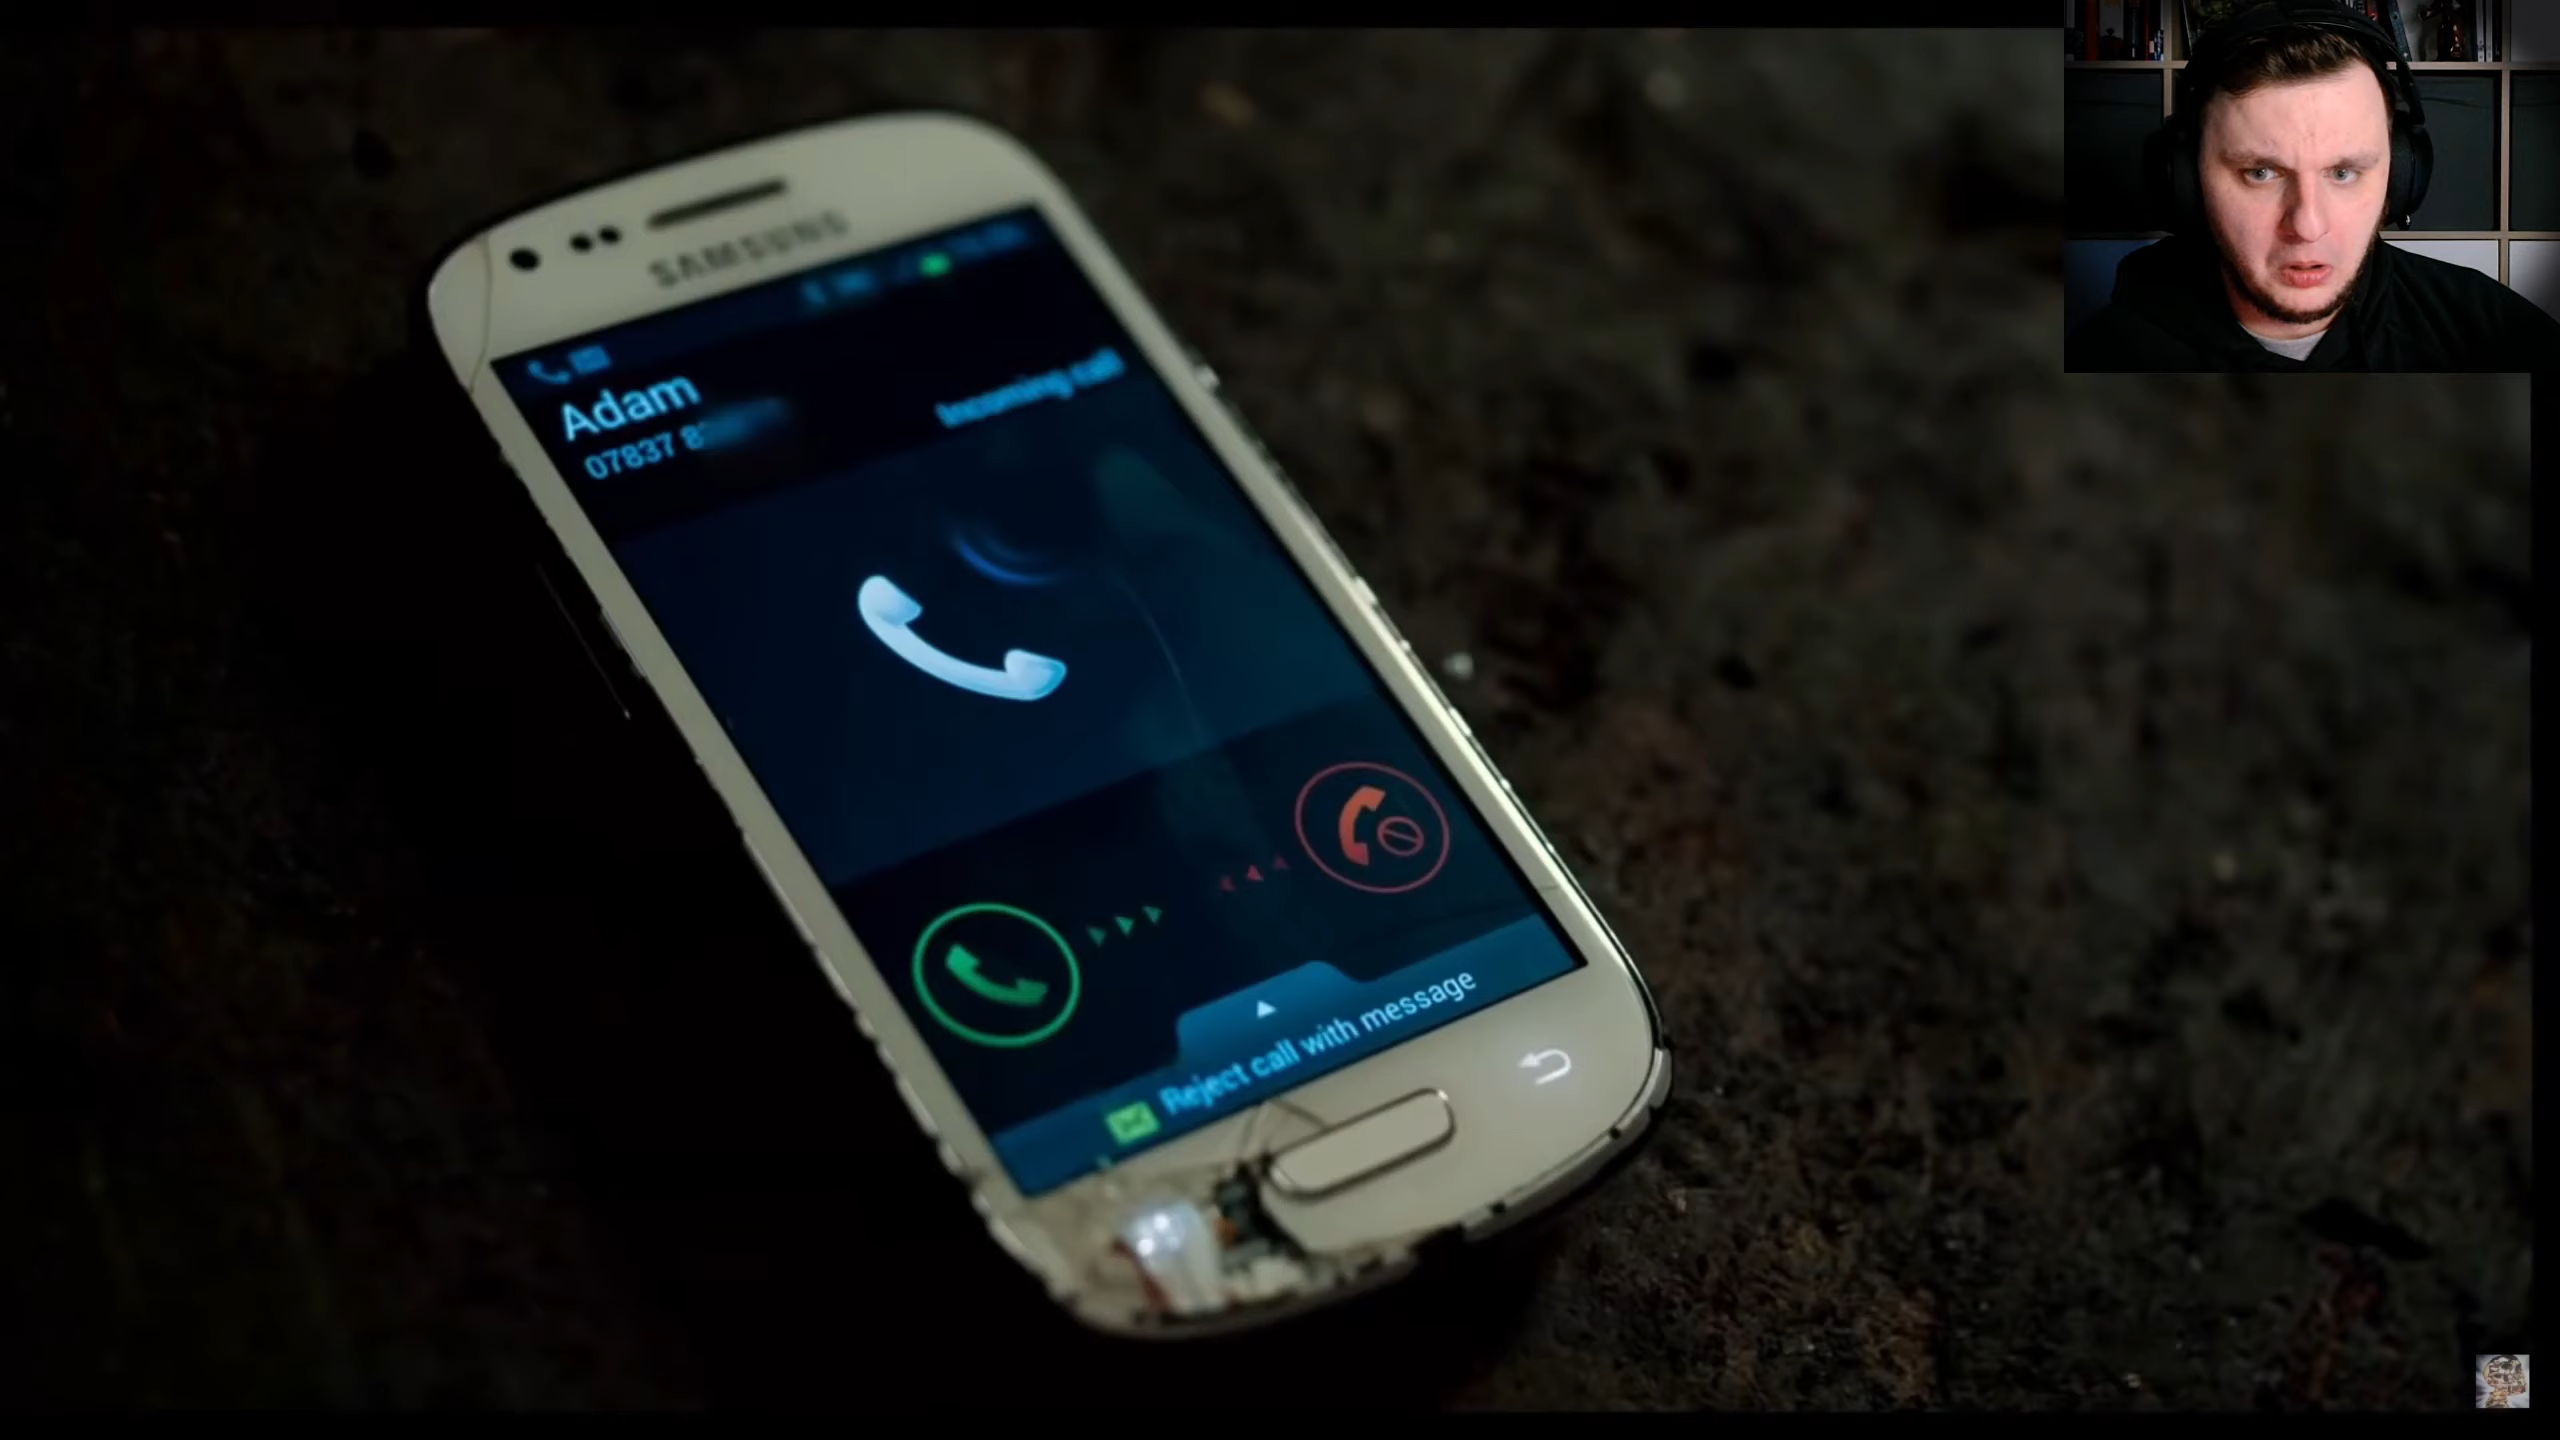 SAMSUNG
Adam
Incoming call
07837 8
Reject call with message